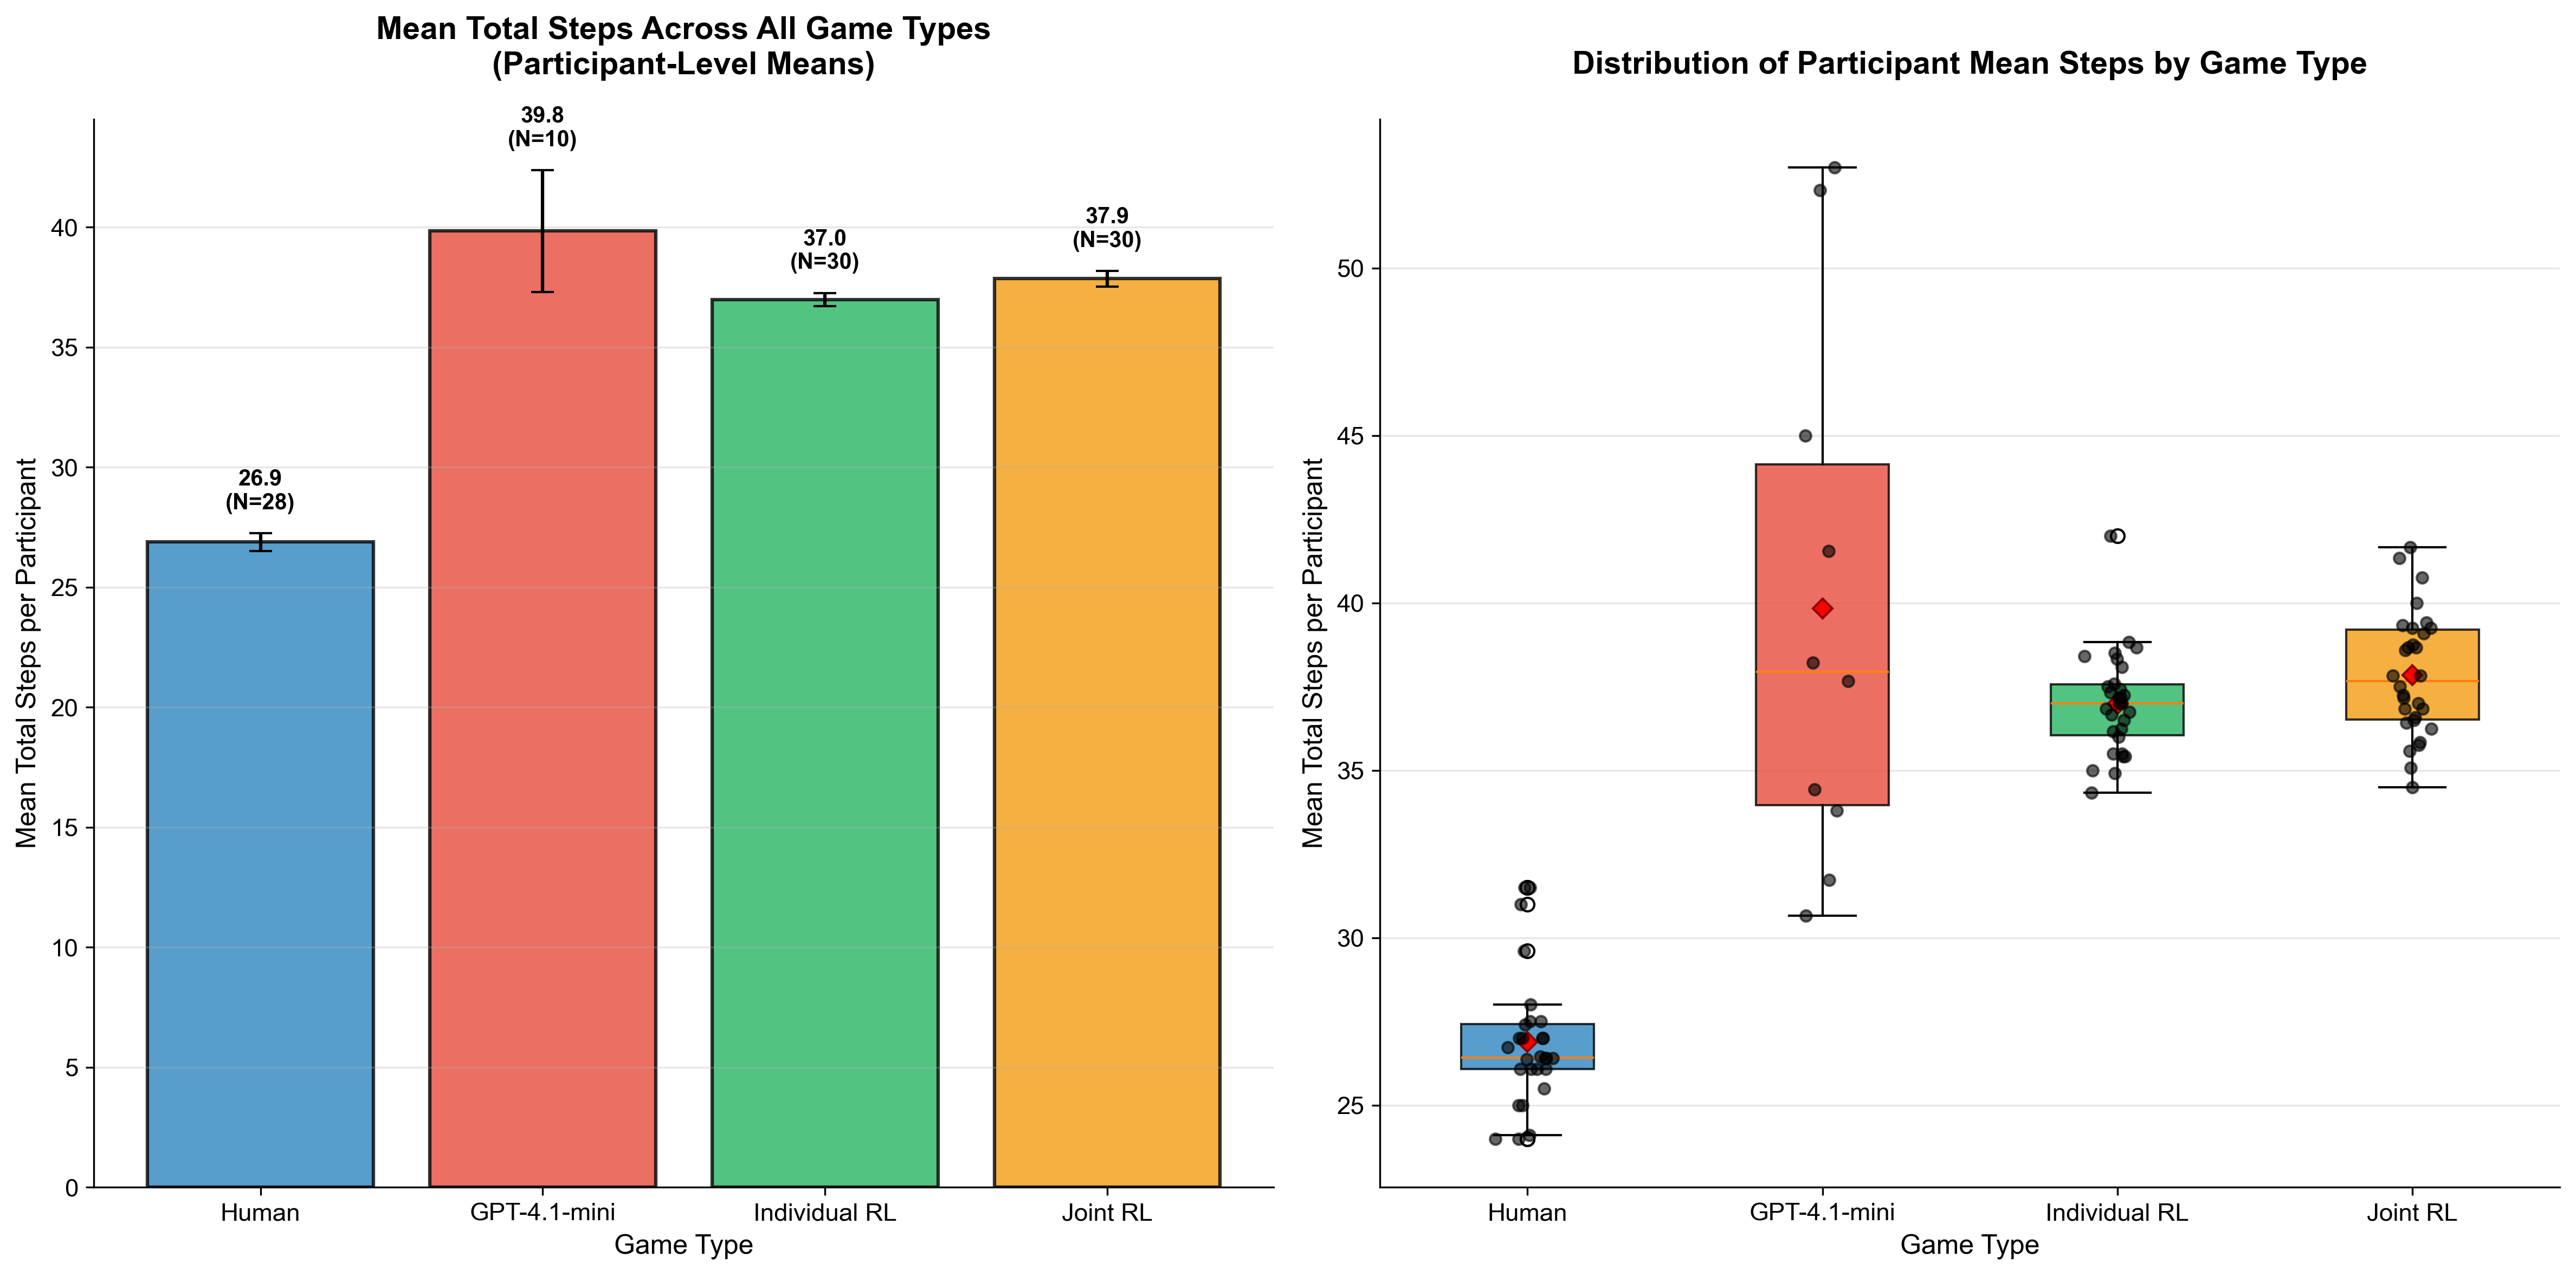 Mean Total Steps Across All Game Types
(Participant-Level Means)
Mean Total Steps per Participant
40
35
30
25
20
15
10
5
0
26.9
(N=28)
39.8
(N=10)
37.0
(N=30)
37.9
(N=30)
Human
GPT-4.1-mini
Individual RL
Joint RL
Game Type
Distribution of Participant Mean Steps by Game Type
Mean Total Steps per Participant
50
45
40
35
30
25
Human
GPT-4.1-mini
Individual RL
Joint RL
Game Type